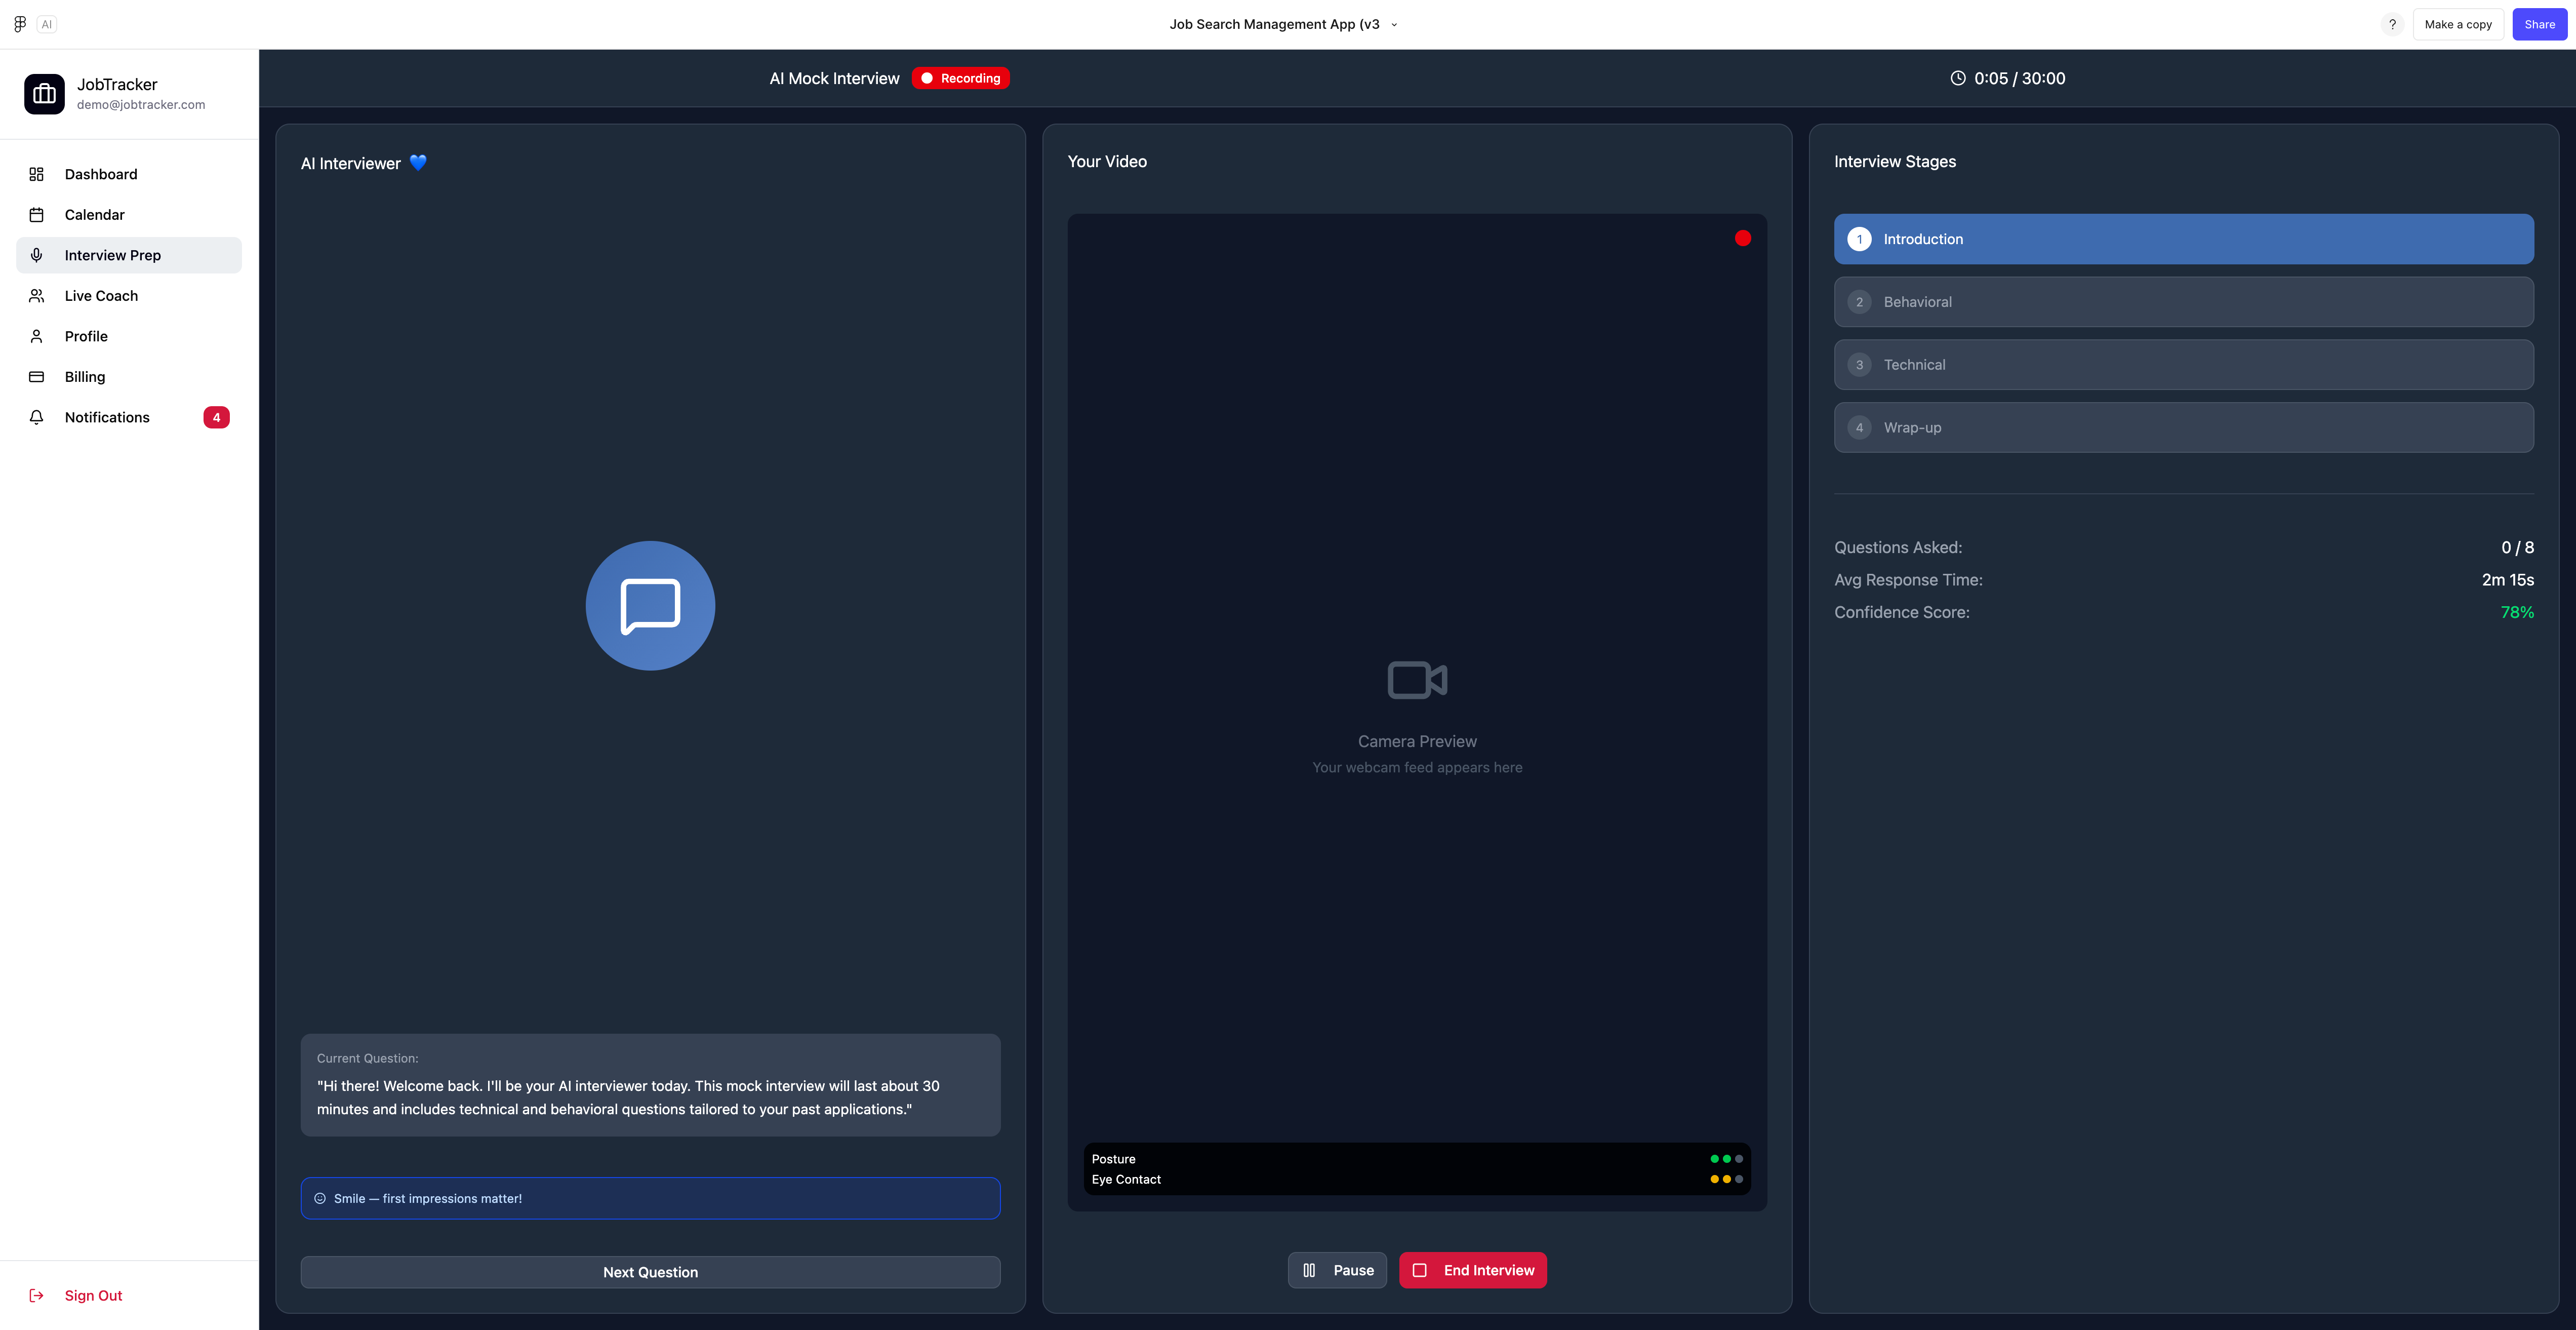 AI
Job Search Management App (v3
?
Make a copy
Share
JobTracker
demo@jobtracker.com
Dashboard
Calendar
Interview Prep
Live Coach
Profile
Billing
Notifications
4
Sign Out
AI Mock Interview
Recording
0:05 / 30:00
AI Interviewer 💙
Current Question:
"Hi there! Welcome back. I'll be your AI interviewer today. This mock interview will last about 30
minutes and includes technical and behavioral questions tailored to your past applications."
Smile — first impressions matter!
Next Question
Your Video
Camera Preview
Your webcam feed appears here
Posture
Eye Contact
Pause
End Interview
Interview Stages
1 Introduction
2 Behavioral
3 Technical
4 Wrap-up
Questions Asked: 0 / 8
Avg Response Time: 2m 15s
Confidence Score: 78%